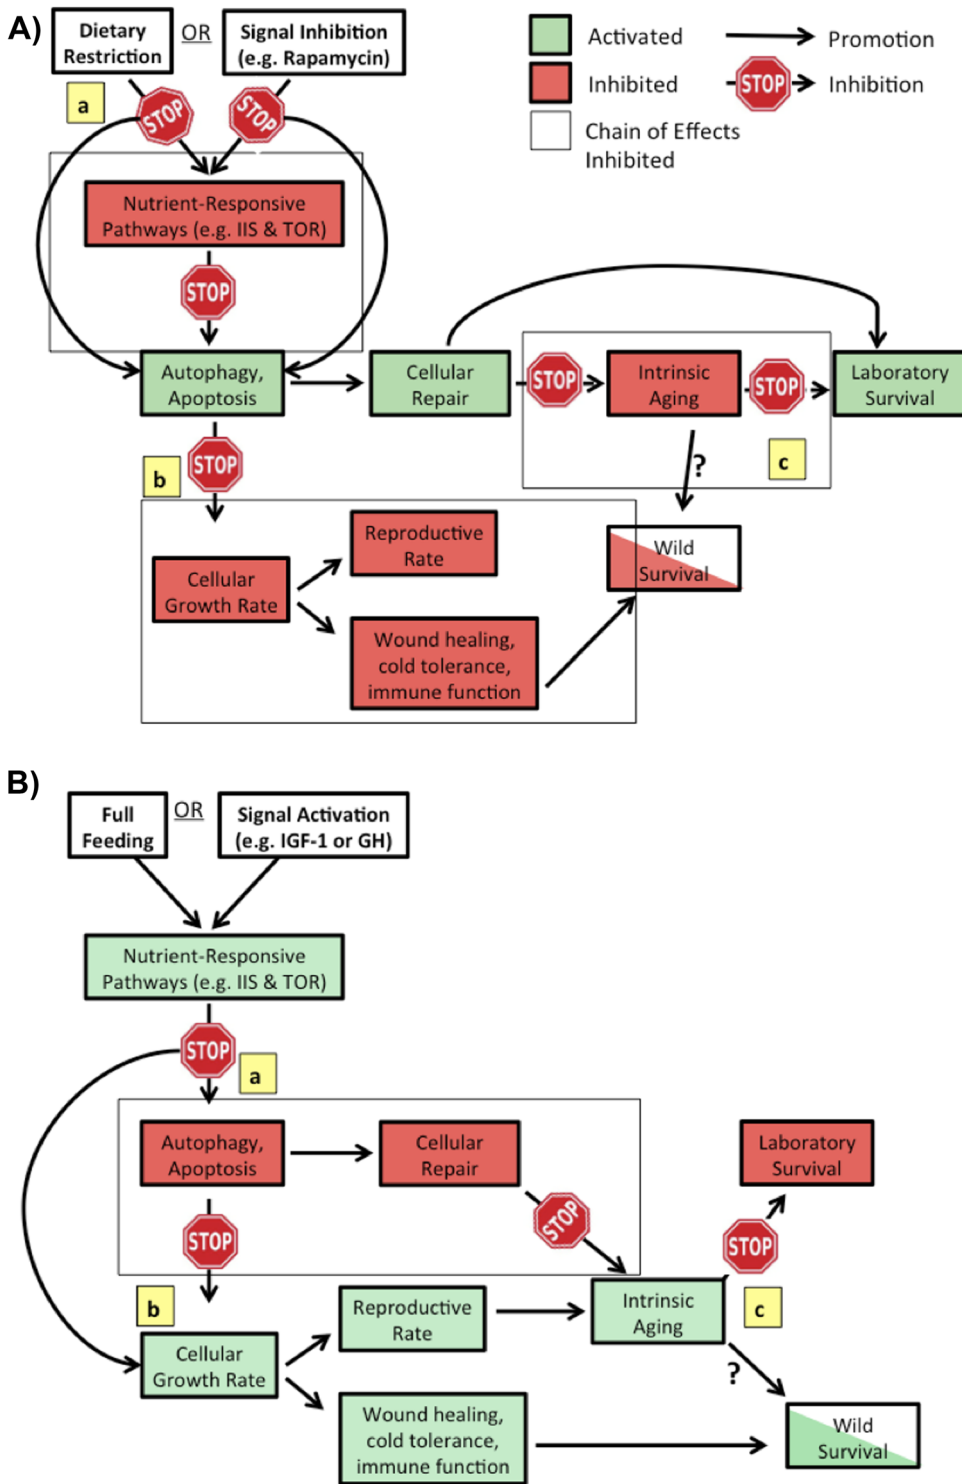 A)
Dietary
Restriction
OR
Signal Inhibition
(e.g. Rapamycin)
Activated
Promotion
Inhibited
STOP
Inhibition
Chain of Effects
Inhibited
a
STOP
STOP
Nutrient-Responsive
Pathways (e.g. IIS & TOR)
STOP
Autophagy,
Apoptosis
Cellular
Repair
STOP
Intrinsic
Aging
STOP
Laboratory
Survival
b
STOP
?
c
Reproductive
Rate
Wild
Survival
Cellular
Growth Rate
Wound healing,
cold tolerance,
immune function
B)
Full
Feeding
OR
Signal Activation
(e.g. IGF-1 or GH)
Nutrient-Responsive
Pathways (e.g. IIS & TOR)
STOP
a
Autophagy,
Apoptosis
Cellular
Repair
Laboratory
Survival
STOP
STOP
STOP
b
Reproductive
Rate
Intrinsic
Aging
c
Cellular
Growth Rate
?
Wound healing,
cold tolerance,
immune function
Wild
Survival